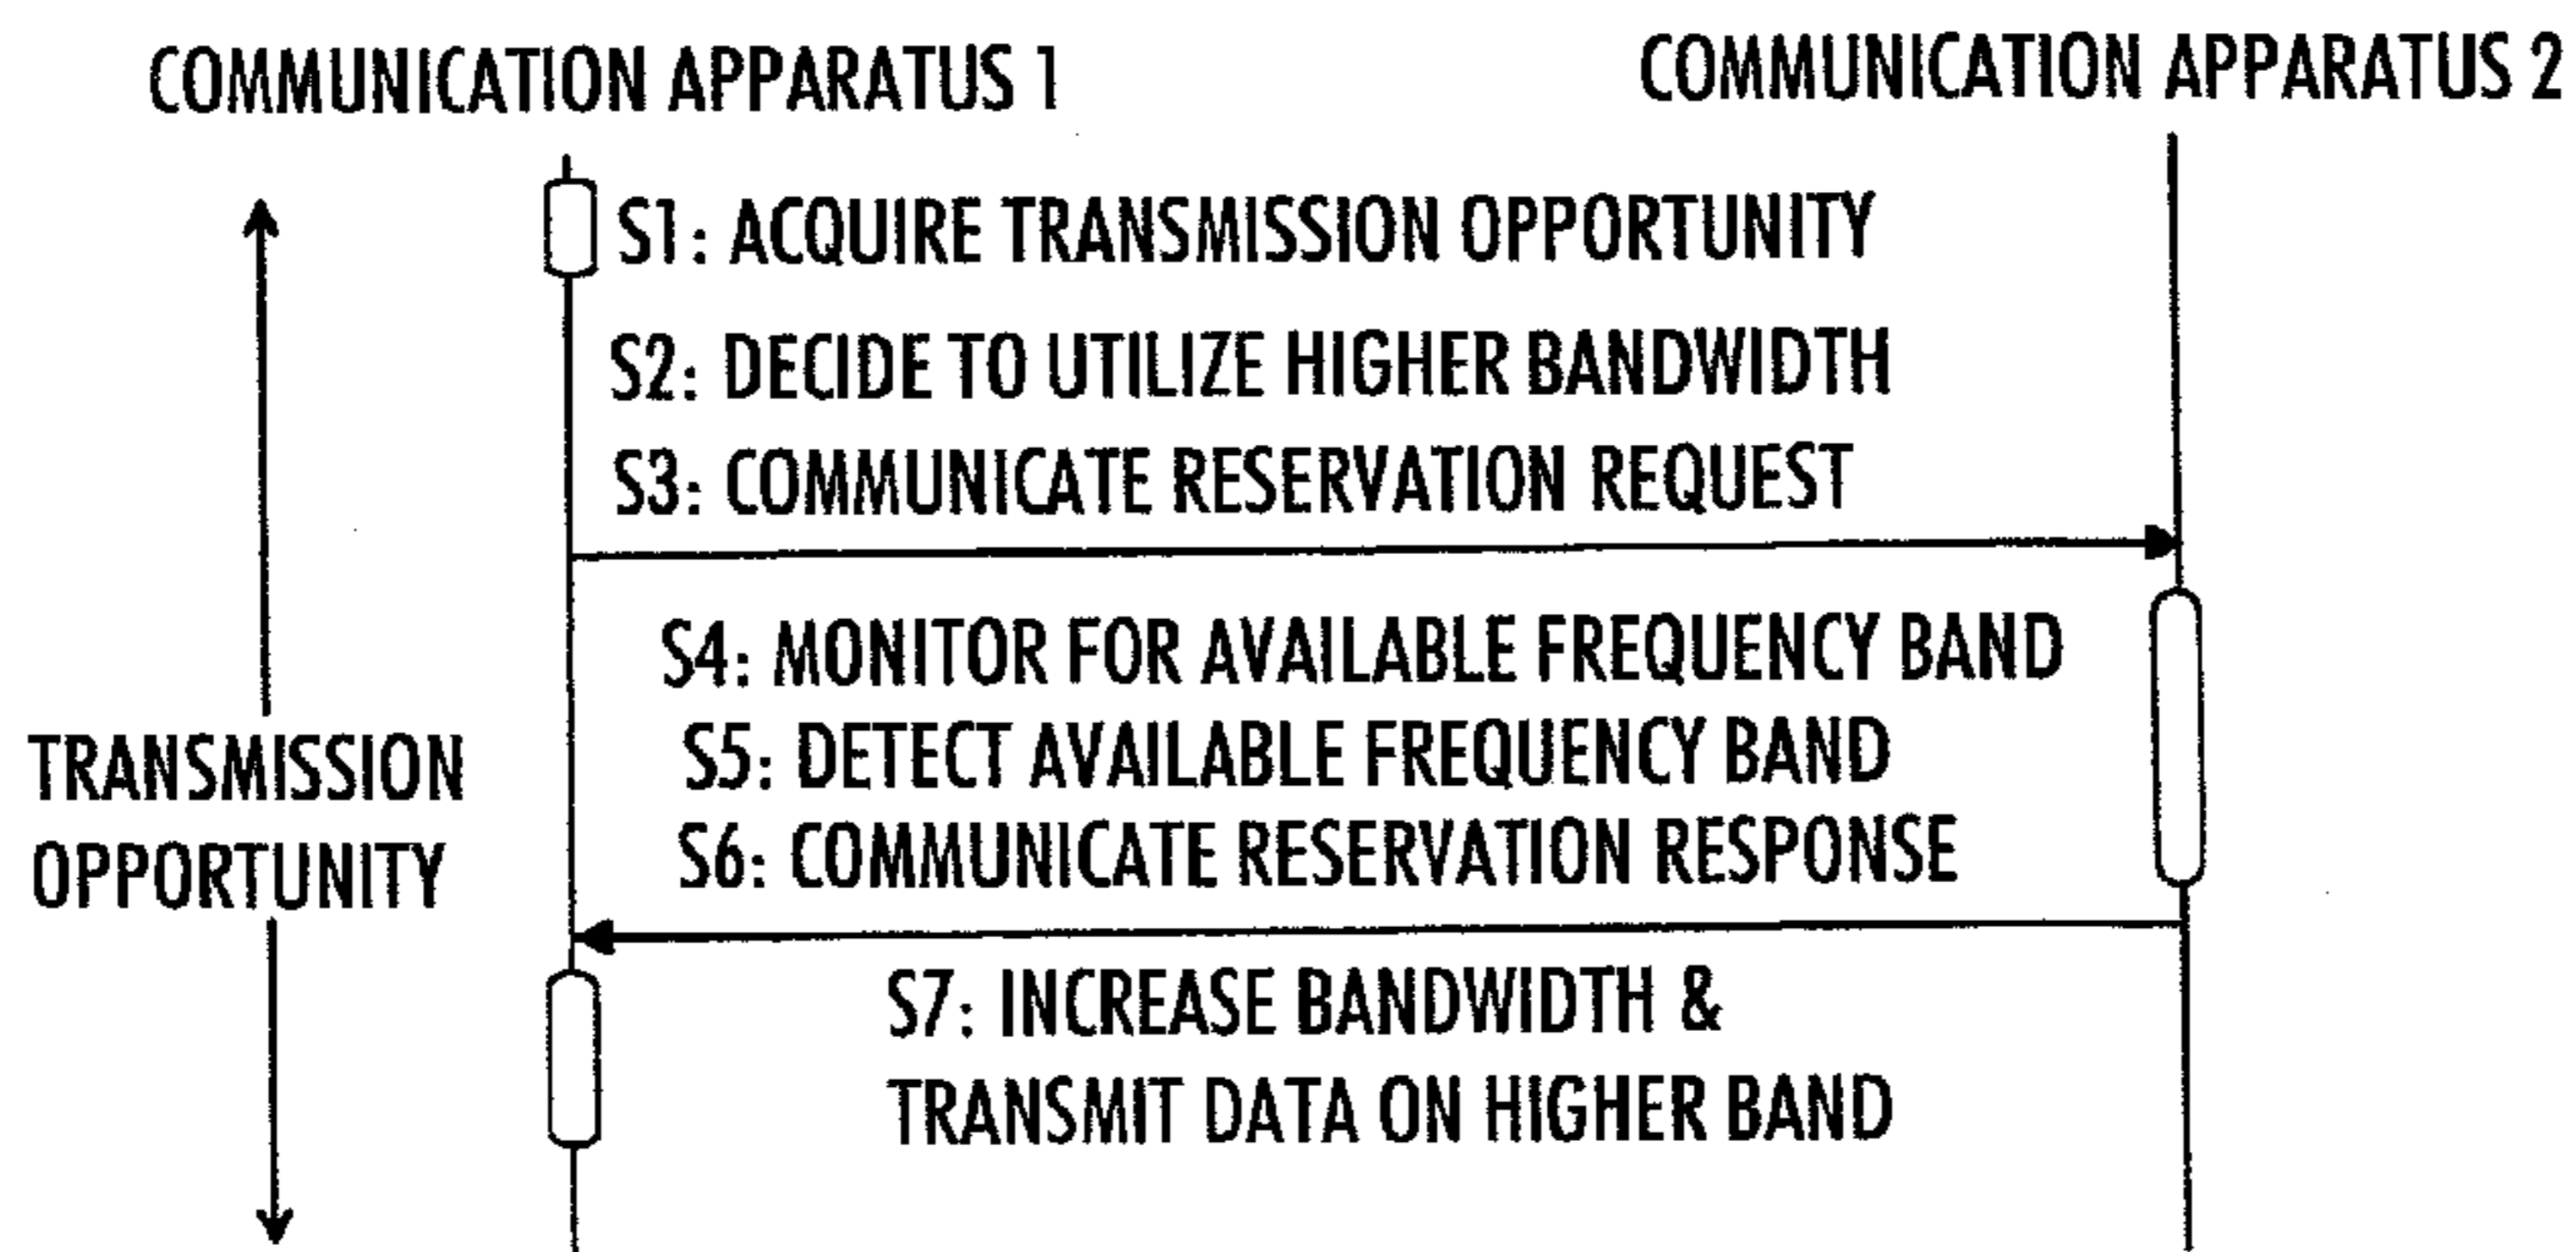 COMMUNICATION APPARATUS 1
COMMUNICATION APPARATUS 2
S1: ACQUIRE TRANSMISSION OPPORTUNITY
S2: DECIDE TO UTILIZE HIGHER BANDWIDTH
S3: COMMUNICATE RESERVATION REQUEST
S4: MONITOR FOR AVAILABLE FREQUENCY BAND
S5: DETECT AVAILABLE FREQUENCY BAND
S6: COMMUNICATE RESERVATION RESPONSE
TRANSMISSION
OPPORTUNITY
S7: INCREASE BANDWIDTH &
TRANSMIT DATA ON HIGHER BAND